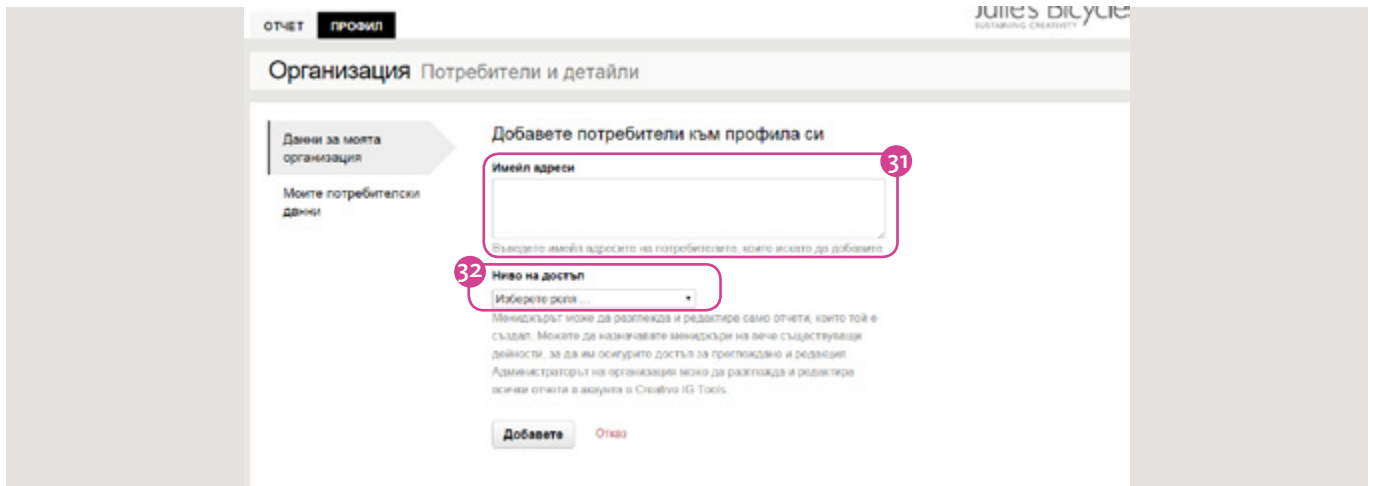 Julie's Bicycle
SUSTAINING CREATIVITY
ОТЧЕТ ПРОФИЛ
Организация Потребители и детайли
Данни за моята
организация
Моите потребителски
данни
Добавете потребители към профила си
31
Имейл адреси
Въведете имейл адресите на потребителите, които искате да добавите
32
Ниво на достъп
Изберете роля ...
Мениджърът може да разглежда и редактира само отчети, които той е
създал. Можете да назначавате мениджъри на вече съществуващи
дейности, за да им осигурите достъп за преглеждане и редакция.
Администраторът на организация може да разглежда и редактира
всички отчети в акаунта в Creative IG Tools.
Добавете Отказ